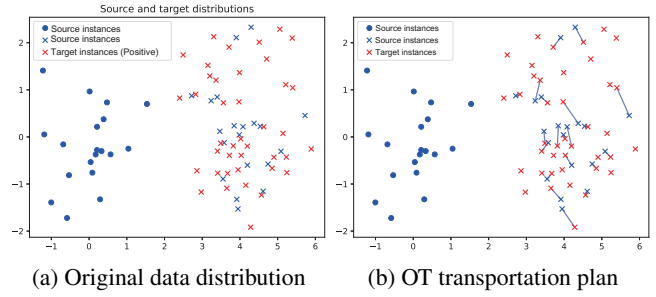 Source and target distributions
Source instances
Source instances
Target instances (Positive)
2
1
0
−1
−2
−1
0
1
2
3
4
5
6
(a) Original data distribution
Source instances
Source instances
Target instances
2
1
0
−1
−2
−1
0
1
2
3
4
5
6
(b) OT transportation plan